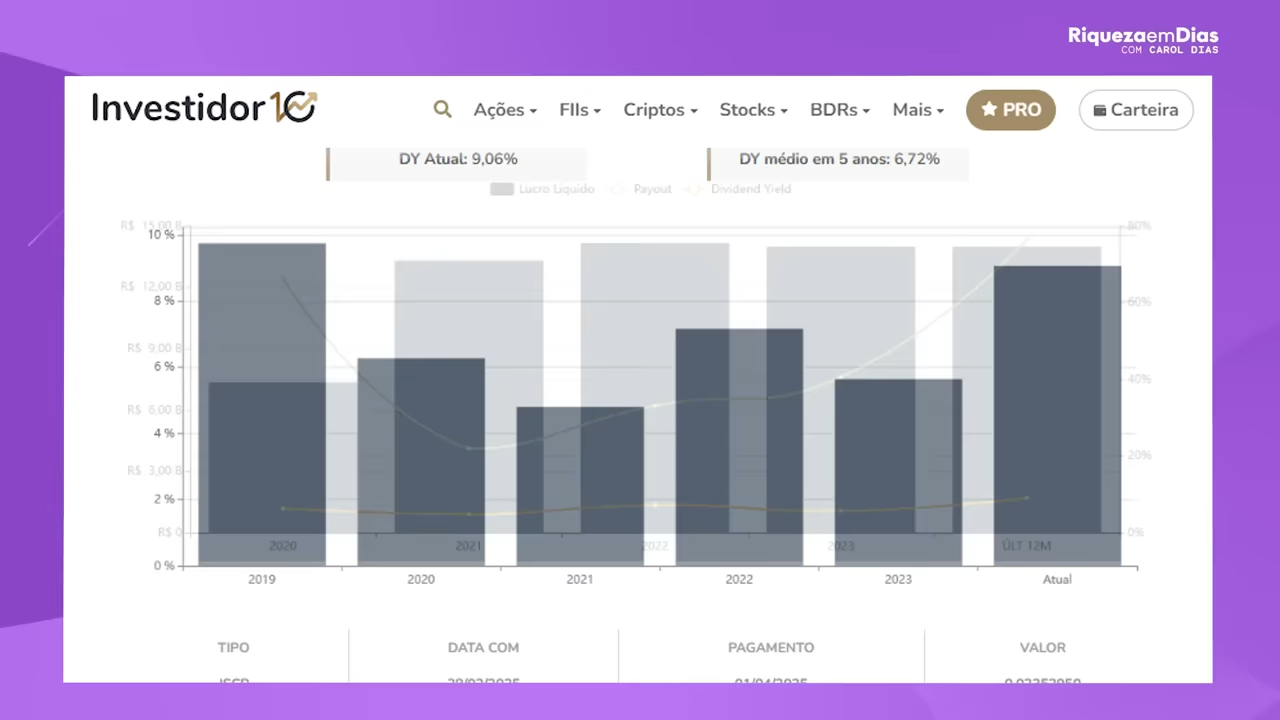 RiquezaemDias
COM CAROL DIAS
Investidor10
Ações
FIIs
Criptos
Stocks
BDRs
Mais
PRO
Carteira
DY Atual: 9,06%
DY médio em 5 anos: 6,72%
Lucro Liquido
Payout
Dividend Yield
R$ 15,00 B
80%
10 %
R$ 12,00 B
8 %
60%
R$ 9,00 B
6 %
40%
R$ 6,00 B
4 %
20%
R$ 3,00 B
2 %
R$ 0
0%
2020
2021
2022
2023
ÚLT 12M
0 %
2019
2020
2021
2022
2023
Atual
TIPO
DATA COM
PAGAMENTO
VALOR